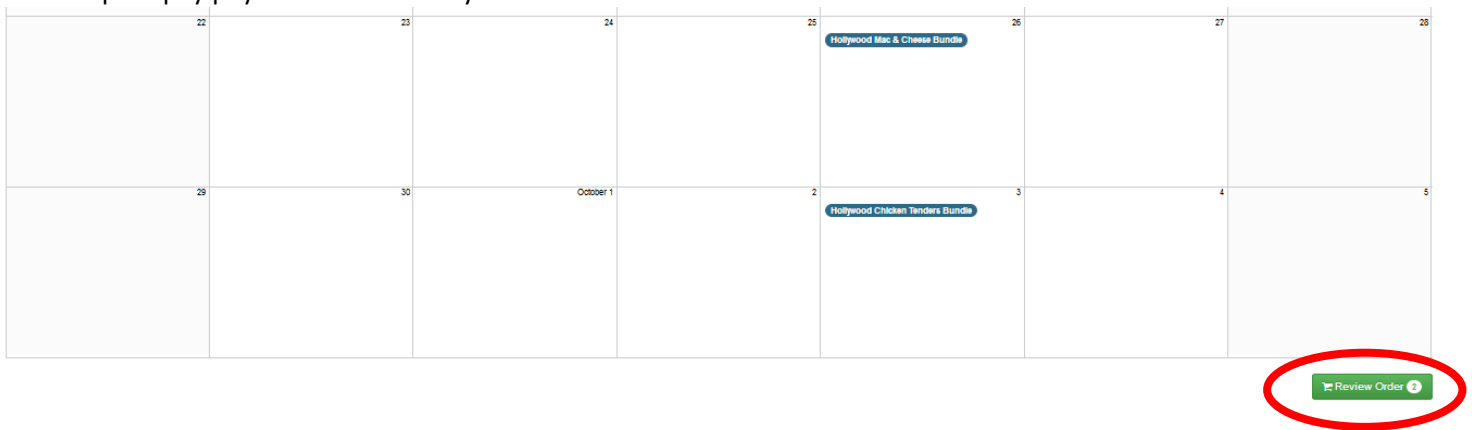 22 23 24 25 26 27 28
Hollywood Mac & Cheese Bundle
29 30 October 1 2 3 4 5
Hollywood Chicken Tenders Bundle
Review Order 2